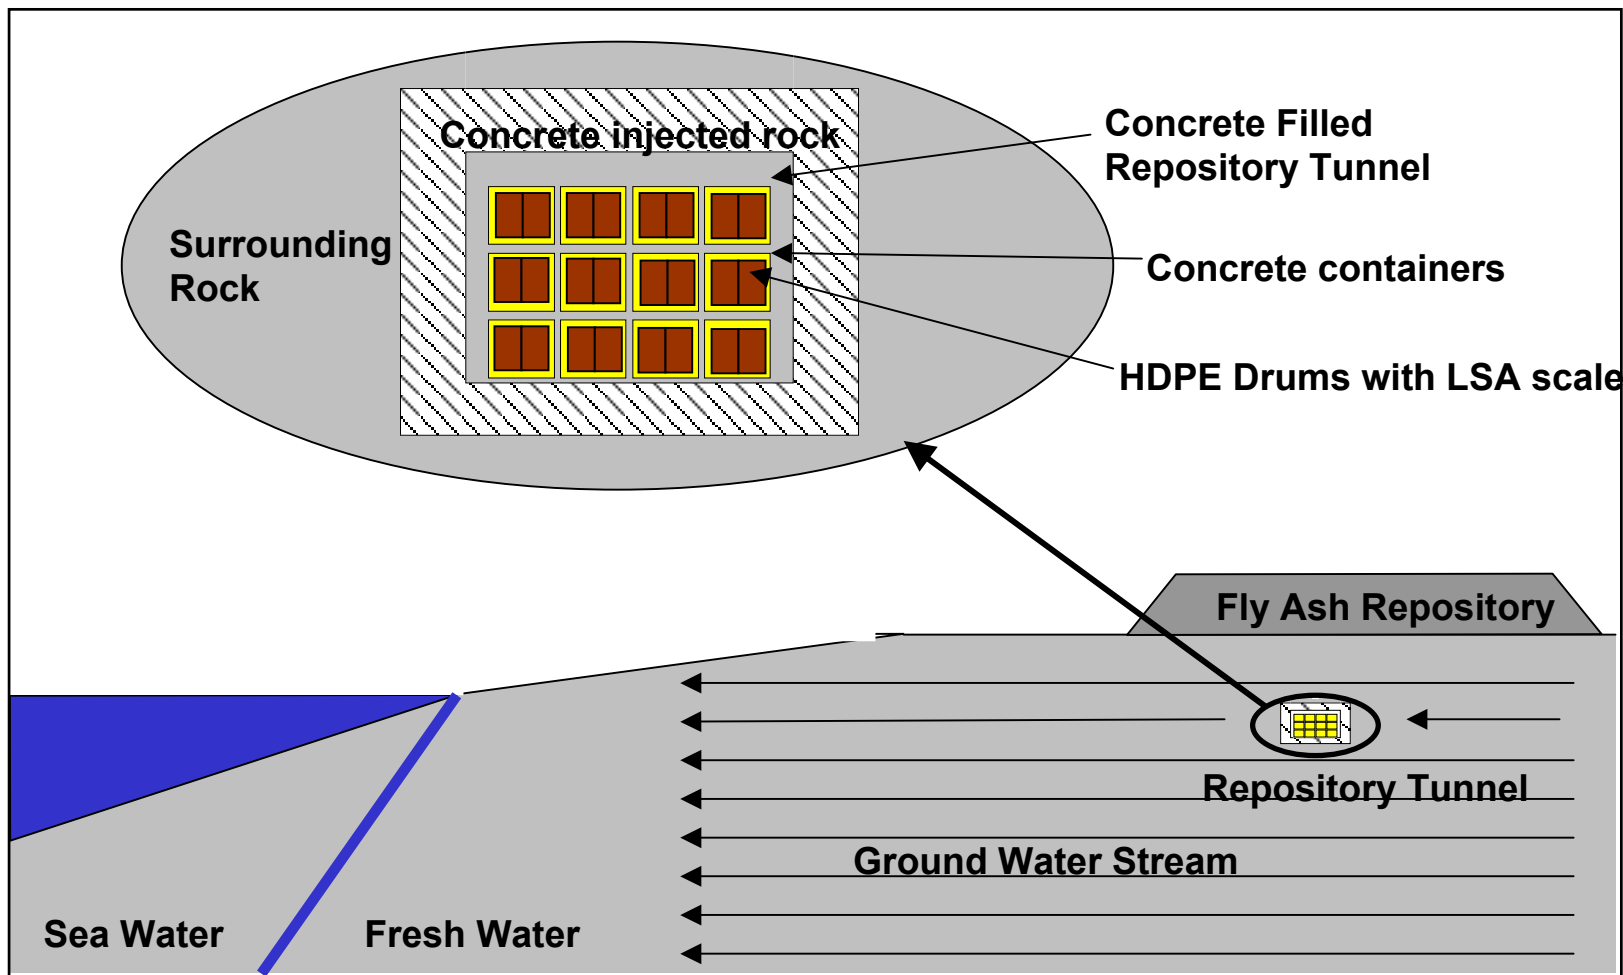 Concrete injected rock
Concrete Filled
Repository Tunnel
Surrounding
Rock
Concrete containers
HDPE Drums with LSA scale
Fly Ash Repository
Repository Tunnel
Ground Water Stream
Sea Water
Fresh Water